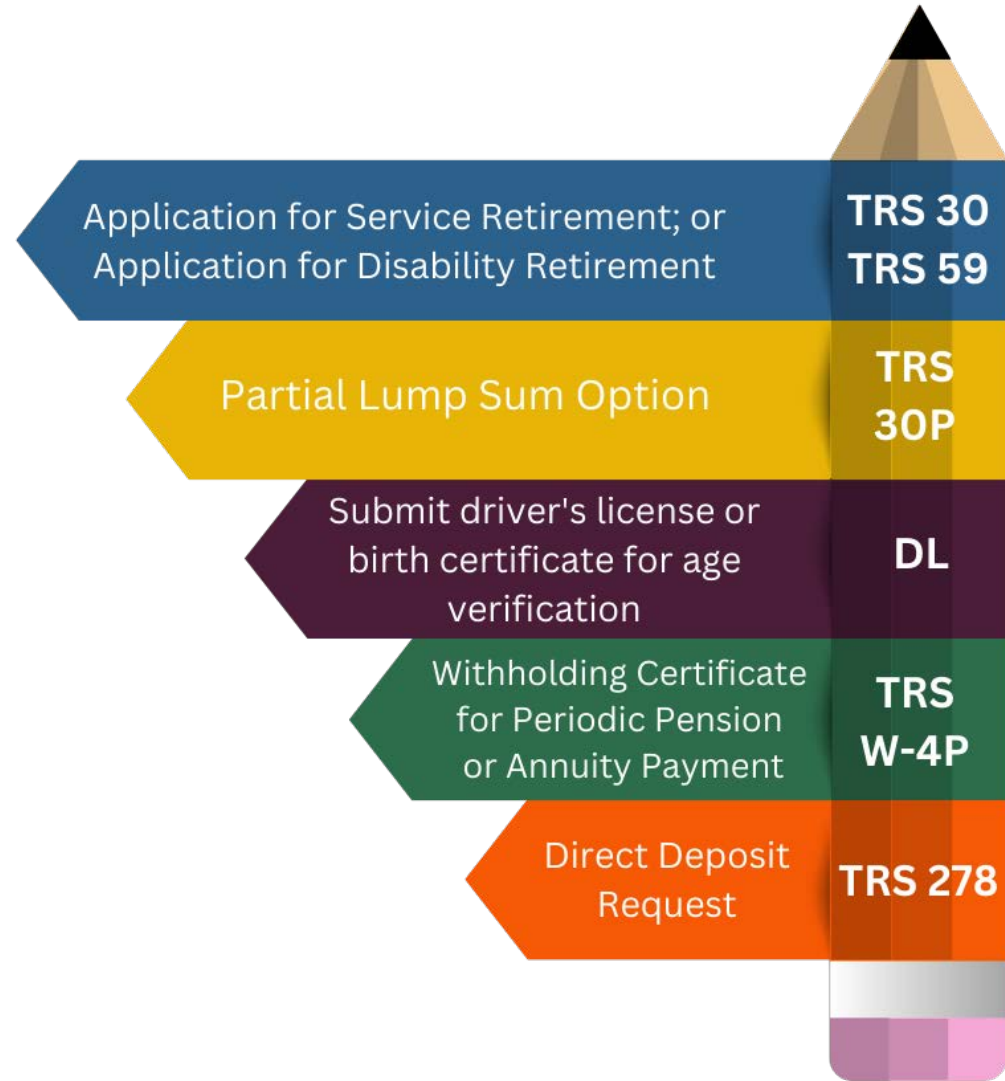 Application for Service Retirement; or
Application for Disability Retirement
TRS 30
TRS 59
Partial Lump Sum Option
TRS
30P
Submit driver's license or
birth certificate for age
verification
DL
Withholding Certificate
for Periodic Pension
or Annuity Payment
TRS
W-4P
Direct Deposit
Request
TRS 278